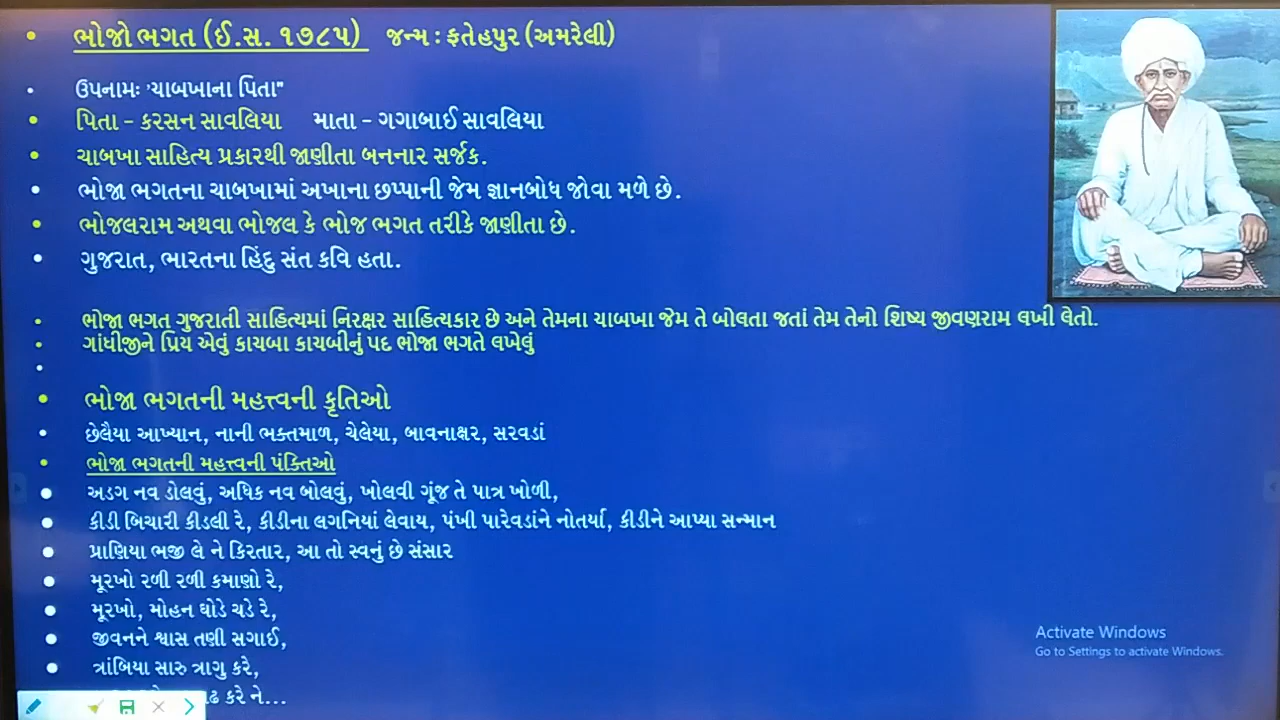 ભોજો ભગત (ઈ.સ. ૧૭૮૫) જન્મ : ફતેહપુર (અમરેલી)
ઉપનામઃ 'ચાબખાના પિતા"
પિતા - કરસન સાવલિયા માતા - ગગાબાઈ સાવલિયા
ચાબખા સાહિત્ય પ્રકારથી જાણીતા બનનાર સર્જક.
ભોજા ભગતના ચાબખામાં અખાના છપ્પાની જેમ જ્ઞાનબોધ જોવા મળે છે.
ભોજલરામ અથવા ભોજલ કે ભોજ ભગત તરીકે જાણીતા છે.
ગુજરાત, ભારતના હિંદુ સંત કવિ હતા.
ભોજા ભગત ગુજરાતી સાહિત્યમાં નિરક્ષર સાહિત્યકાર છે અને તેમના ચાબખા જેમ તે બોલતા જતાં તેમ તેનો શિષ્ય જીવણરામ લખી લેતો.
ગાંધીજીને પ્રિય એવું કાચબા કાચબીનું પદ ભોજા ભગતે લખેલું
ભોજા ભગતની મહત્ત્વની કૃતિઓ
છેલૈયા આખ્યાન, નાની ભક્તમાળ, ચેલેયા, બાવનાક્ષર, સરવડાં
ભોજા ભગતની મહત્ત્વની પંક્તિઓ
અડગ નવ ડોલવું, અધિક નવ બોલવું, ખોલવી ગૂંજ તે પાત્ર ખોળી,
કીડી બિચારી કીડલી રે, કીડીના લગનિયાં લેવાય, પંખી પારેવડાંને નોતર્યા, કીડીને આપ્યા સન્માન
પ્રાણિયા ભજી લે ને કિરતાર, આ તો સ્વનું છે સંસાર
મૂરખો રળી રળી કમાણો રે,
મૂરખો, મોહન ઘોડે ચડે રે,
જીવનને શ્વાસ તણી સગાઈ,
ત્રાંબિયા સારુ ત્રાગુ કરે,
કરે ને...
Activate Windows
Go to Settings to activate Windows.